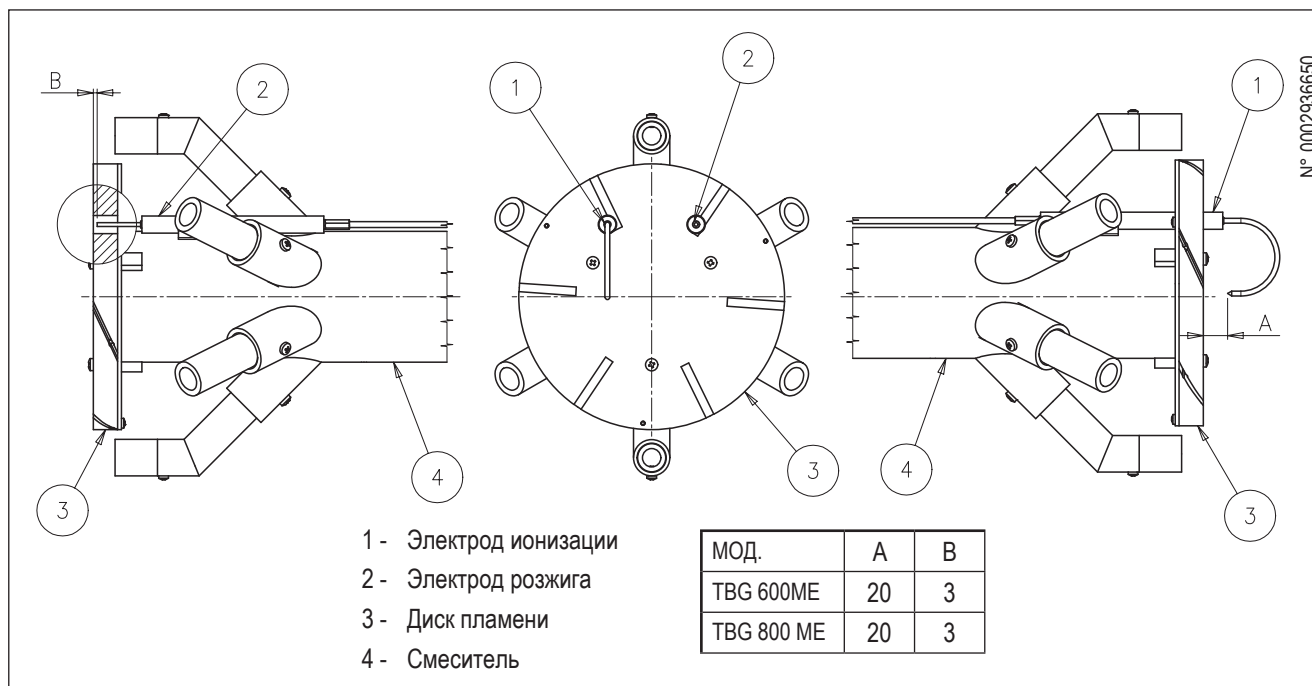 B
2
1
2
1
N° 0002936650
A
3
4
3
4
3
1 - Электрод ионизации
2 - Электрод розжига
3 - Диск пламени
4 - Смеситель
МОД. A B
TBG 600ME 20 3
TBG 800 ME 20 3